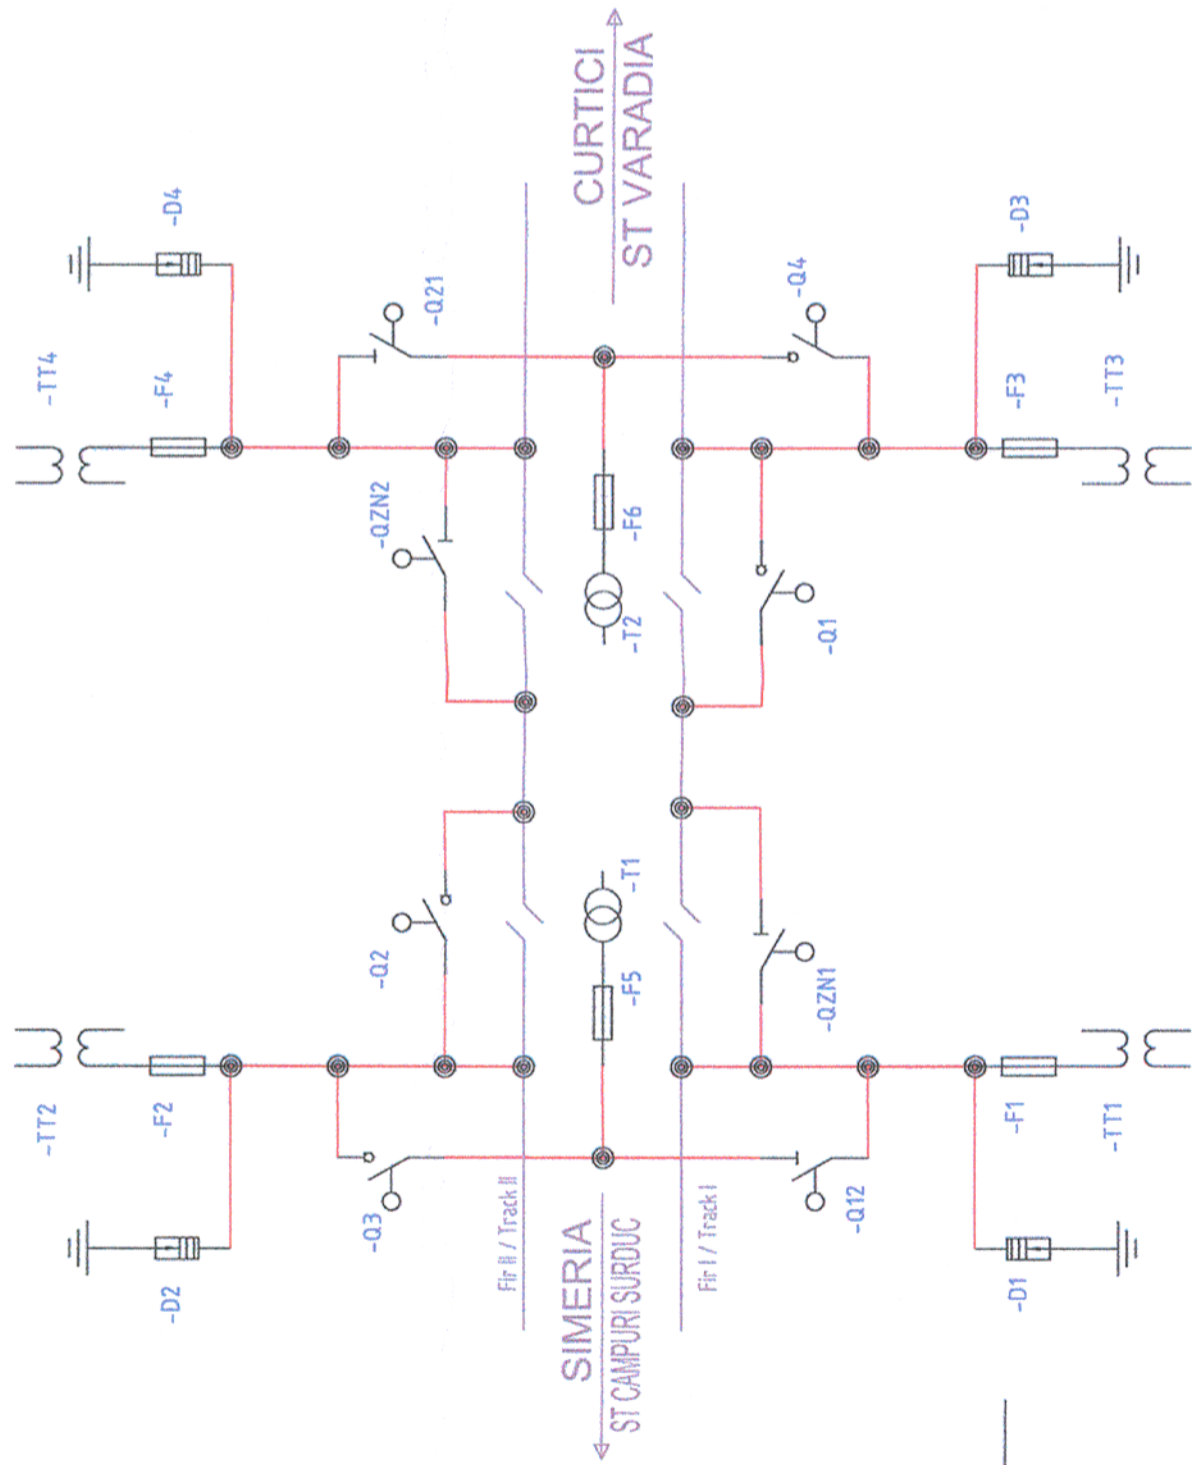 CURTICI
ST VARADIA
-D4
-TT4
-F4
-Q21
-Q4
-D3
-F3
-TT3
-QZN2
-F6
-T2
-Q1
-Q2
-T1
-F5
-QZN1
-TT2
-F2
-F1
-TT1
-Q3
Fir II / Track II
Fir I / Track I
-Q12
-D2
SIMERIA
ST CAMPURI SURDUC
-D1